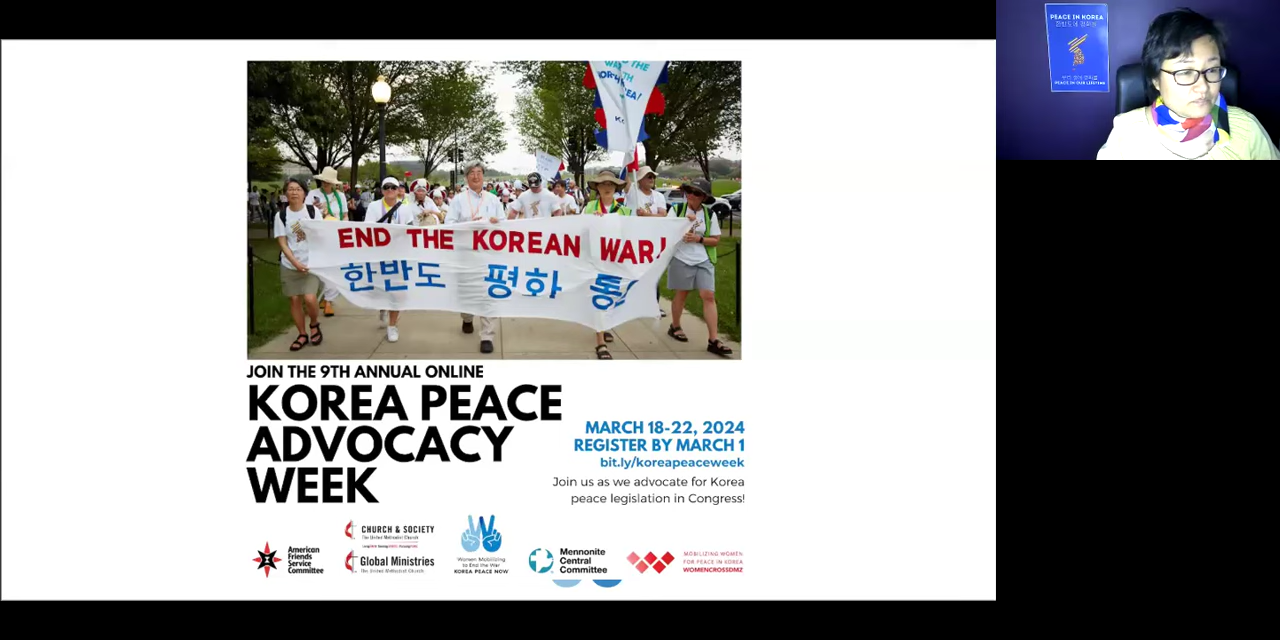 END THE
KOREA!
END THE KOREAN WAR!
한반도 평화 통
JOIN THE 9TH ANNUAL ONLINE
KOREA PEACE
ADVOCACY
WEEK
MARCH 18-22, 2024
REGISTER BY MARCH 1
bit.ly/koreapeaceweek
Join us as we advocate for Korea
peace legislation in Congress!
American
Friends
Service
Committee
CHURCH & SOCIETY
The United Methodist Church
Global Ministries
The United Methodist Church
Women Mobilizing
to End the War
KOREA PEACE NOW
Mennonite
Central
Committee
MOBILIZING WOMEN
FOR PEACE IN KOREA
WOMENCROSSDMZ
PEACE IN KOREA
PEACE IN OUR LIFETIME